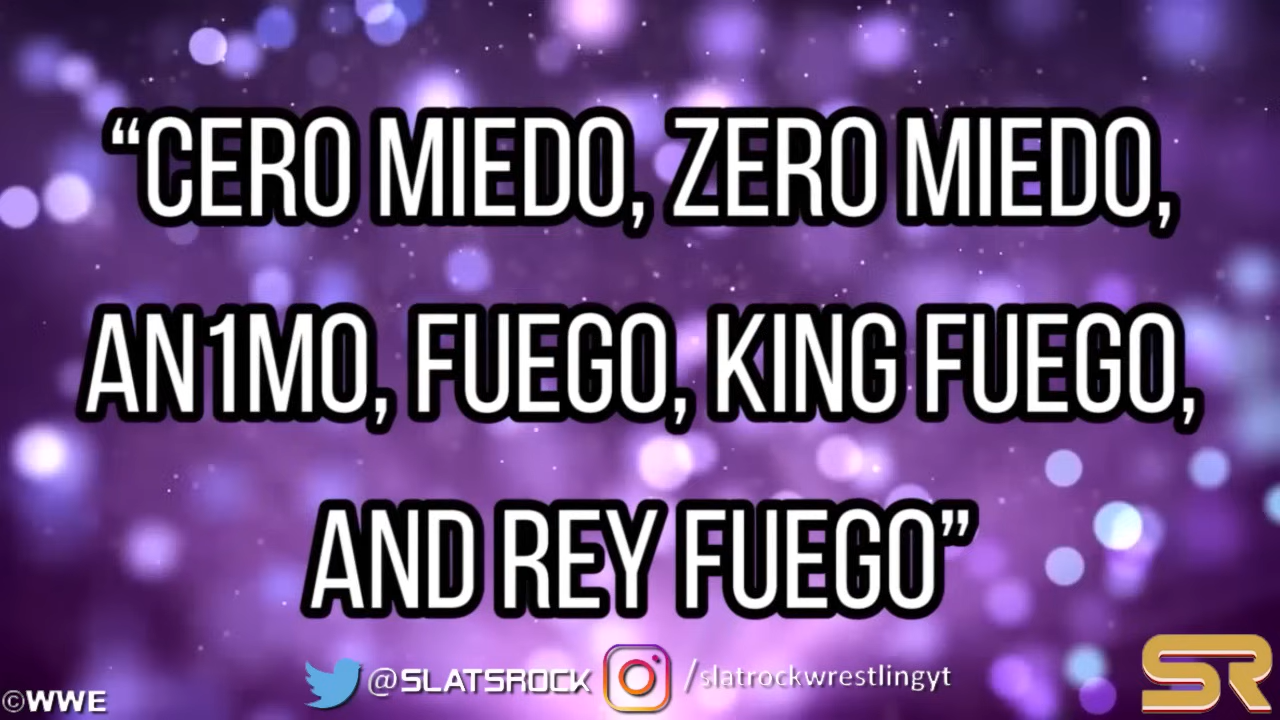 “CERO MIEDO, ZERO MIEDO,
AN1MO, FUEGO, KING FUEGO,
AND REY FUEGO”
@SLATSROCK /slatrockwrestlingyt
©WWE
SR